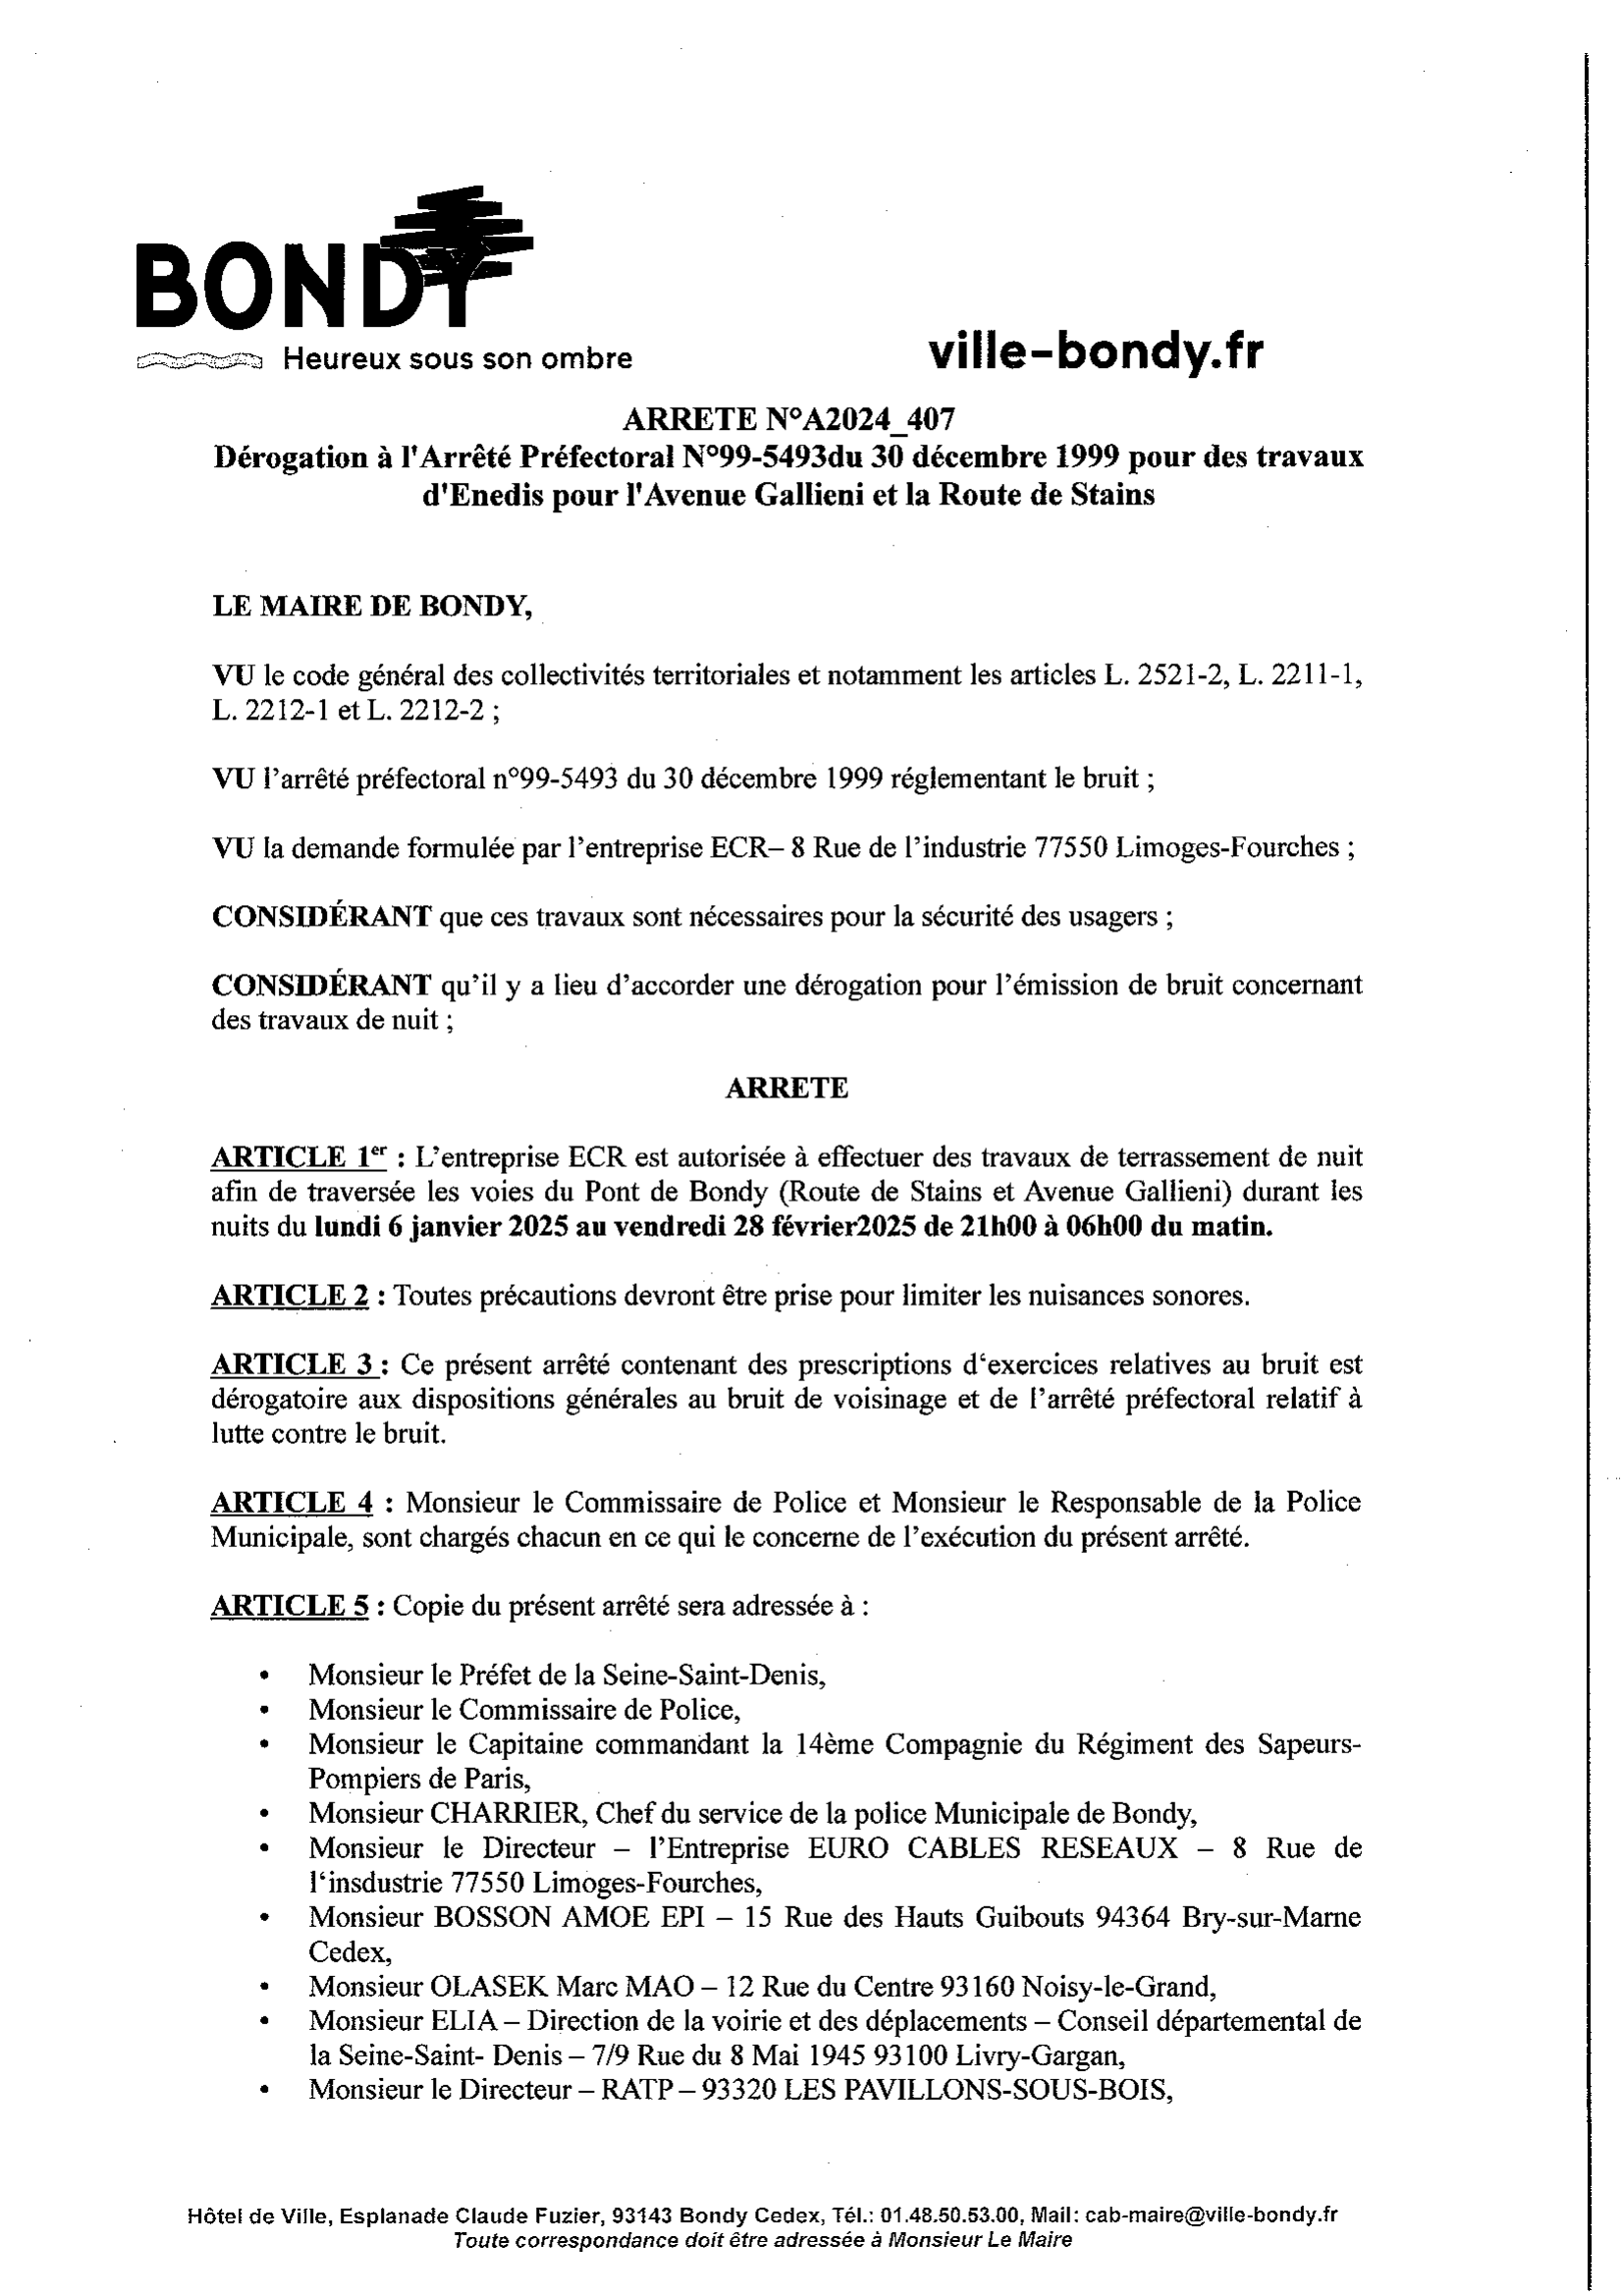 BONDY
Heureux sous son ombre
ville-bondy.fr
ARRETE N°A2024_407
Dérogation à l'Arrêté Préfectoral N°99-5493du 30 décembre 1999 pour des travaux
d'Enedis pour l'Avenue Gallieni et la Route de Stains
LE MAIRE DE BONDY,
VU le code général des collectivités territoriales et notamment les articles L. 2521-2, L. 2211-1,
L. 2212-1 et L. 2212-2 ;
VU l’arrêté préfectoral n°99-5493 du 30 décembre 1999 réglementant le bruit ;
VU la demande formulée par l’entreprise ECR– 8 Rue de l’industrie 77550 Limoges-Fourches ;
CONSIDÉRANT que ces travaux sont nécessaires pour la sécurité des usagers ;
CONSIDÉRANT qu’il y a lieu d’accorder une dérogation pour l’émission de bruit concernant
des travaux de nuit ;
ARRETE
ARTICLE 1er : L’entreprise ECR est autorisée à effectuer des travaux de terrassement de nuit
afin de traversée les voies du Pont de Bondy (Route de Stains et Avenue Gallieni) durant les
nuits du lundi 6 janvier 2025 au vendredi 28 février2025 de 21h00 à 06h00 du matin.
ARTICLE 2 : Toutes précautions devront être prise pour limiter les nuisances sonores.
ARTICLE 3 : Ce présent arrêté contenant des prescriptions d‘exercices relatives au bruit est
dérogatoire aux dispositions générales au bruit de voisinage et de l’arrêté préfectoral relatif à
lutte contre le bruit.
ARTICLE 4 : Monsieur le Commissaire de Police et Monsieur le Responsable de la Police
Municipale, sont chargés chacun en ce qui le concerne de l’exécution du présent arrêté.
ARTICLE 5 : Copie du présent arrêté sera adressée à :
• Monsieur le Préfet de la Seine-Saint-Denis,
• Monsieur le Commissaire de Police,
• Monsieur le Capitaine commandant la 14ème Compagnie du Régiment des Sapeurs-
Pompiers de Paris,
• Monsieur CHARRIER, Chef du service de la police Municipale de Bondy,
• Monsieur le Directeur – l’Entreprise EURO CABLES RESEAUX – 8 Rue de
l‘insdustrie 77550 Limoges-Fourches,
• Monsieur BOSSON AMOE EPI – 15 Rue des Hauts Guibouts 94364 Bry-sur-Marne
Cedex,
• Monsieur OLASEK Marc MAO – 12 Rue du Centre 93160 Noisy-le-Grand,
• Monsieur ELIA – Direction de la voirie et des déplacements – Conseil départemental de
la Seine-Saint- Denis – 7/9 Rue du 8 Mai 1945 93100 Livry-Gargan,
• Monsieur le Directeur – RATP – 93320 LES PAVILLONS-SOUS-BOIS,
Hôtel de Ville, Esplanade Claude Fuzier, 93143 Bondy Cedex, Tél.: 01.48.50.53.00, Mail: cab-maire@ville-bondy.fr
Toute correspondance doit être adressée à Monsieur Le Maire